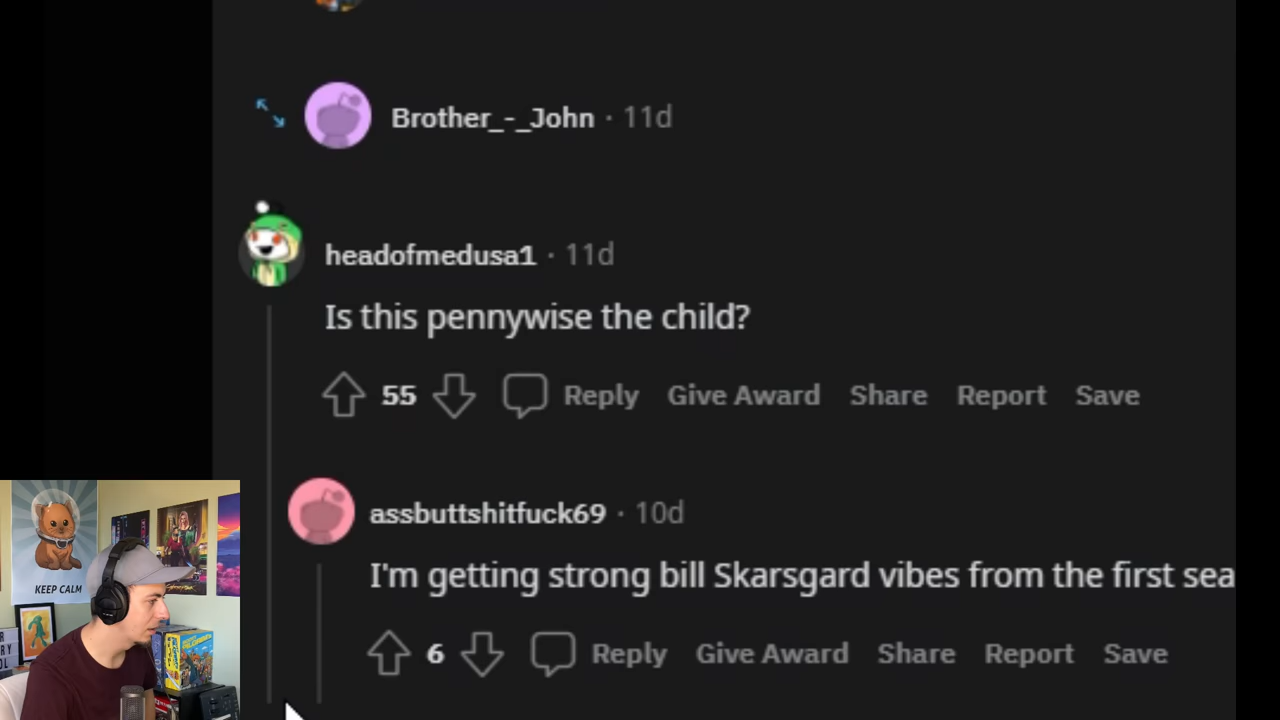 Brother_-_John · 11d
headofmedusa1 · 11d
Is this pennywise the child?
55 Reply Give Award Share Report Save
assbuttshitfuck69 · 10d
I'm getting strong bill Skarsgard vibes from the first sea
6 Reply Give Award Share Report Save
KEEP CALM